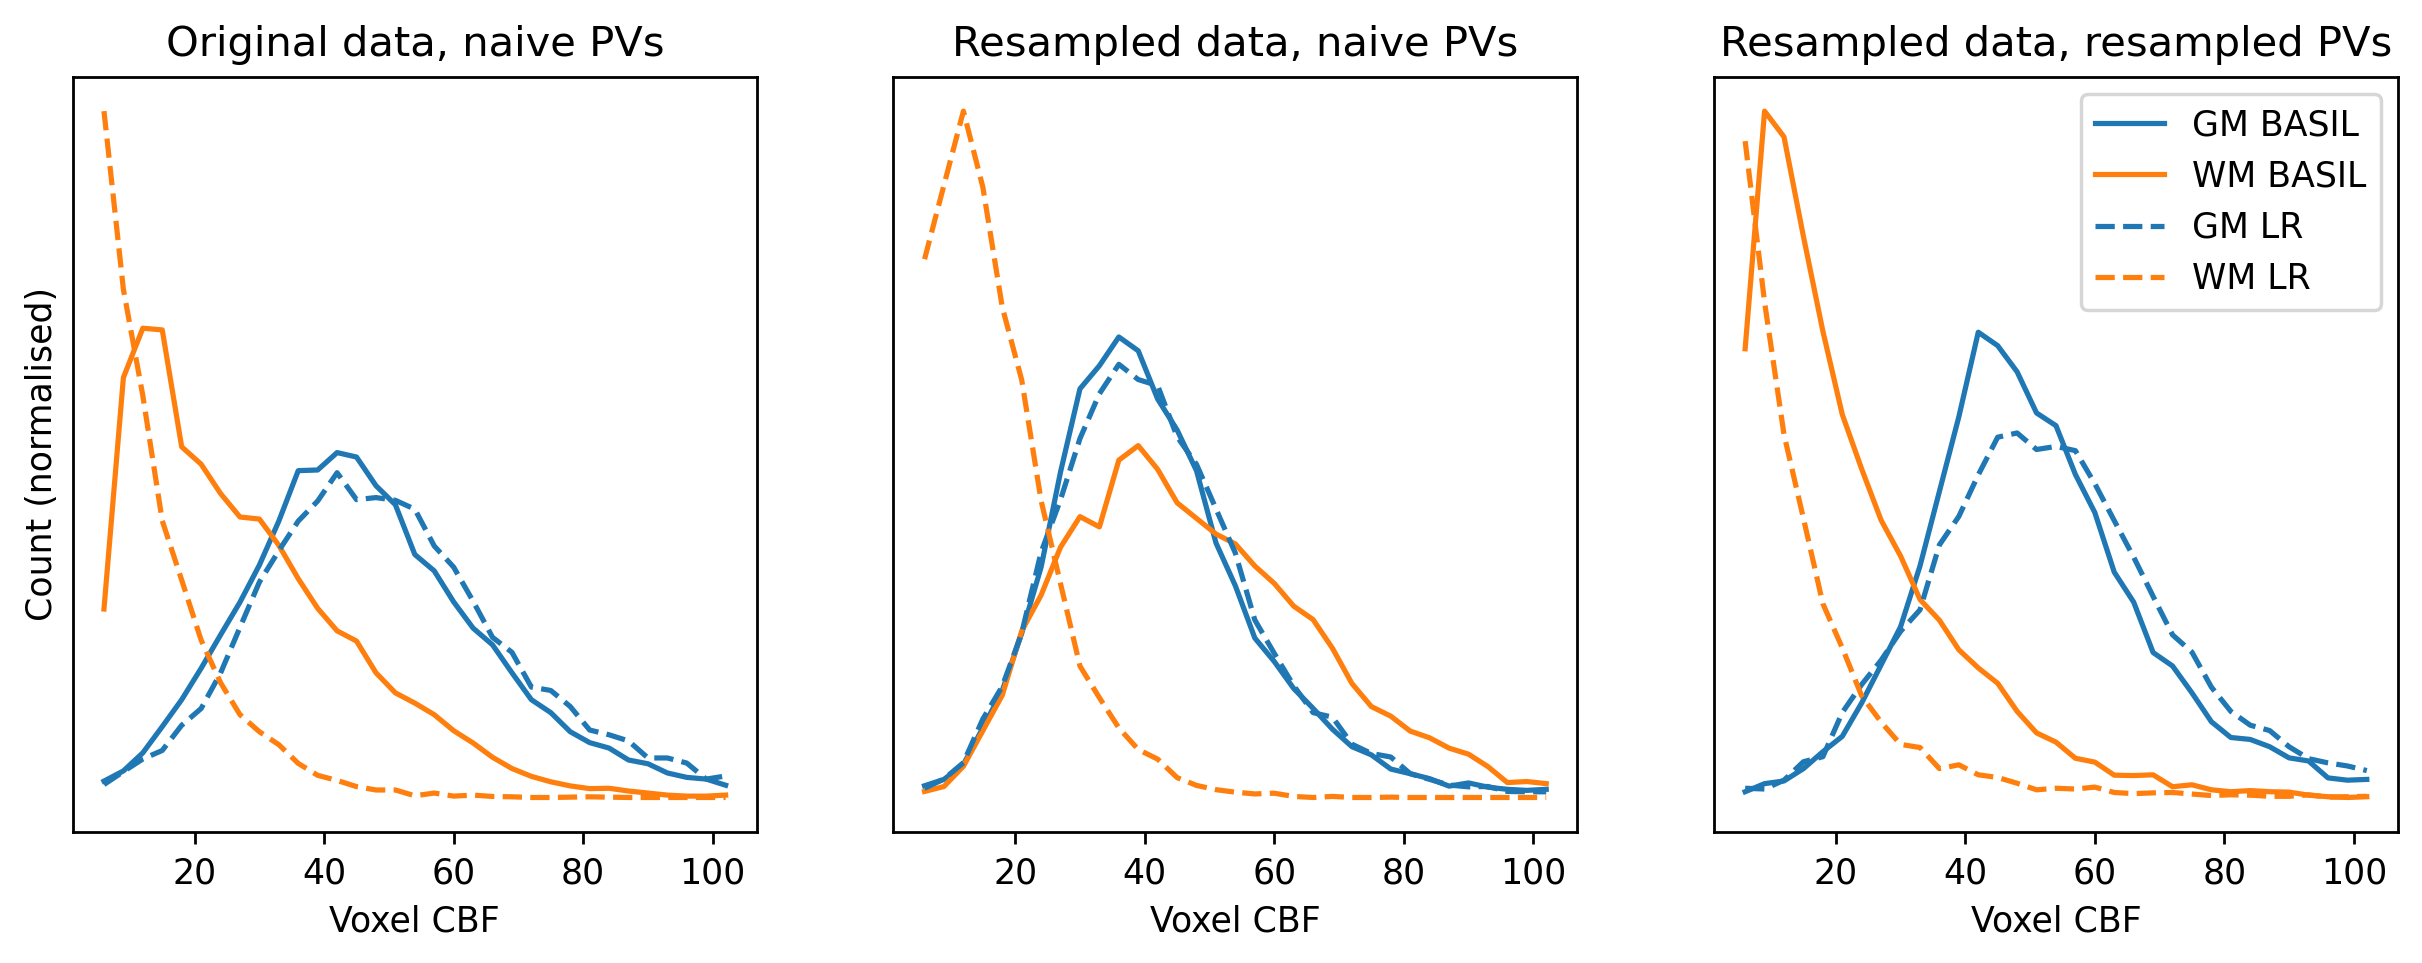 Original data, naive PVs
Resampled data, naive PVs
Resampled data, resampled PVs
GM BASIL
WM BASIL
GM LR
WM LR
Count (normalised)
20 40 60 80 100
20 40 60 80 100
20 40 60 80 100
Voxel CBF
Voxel CBF
Voxel CBF